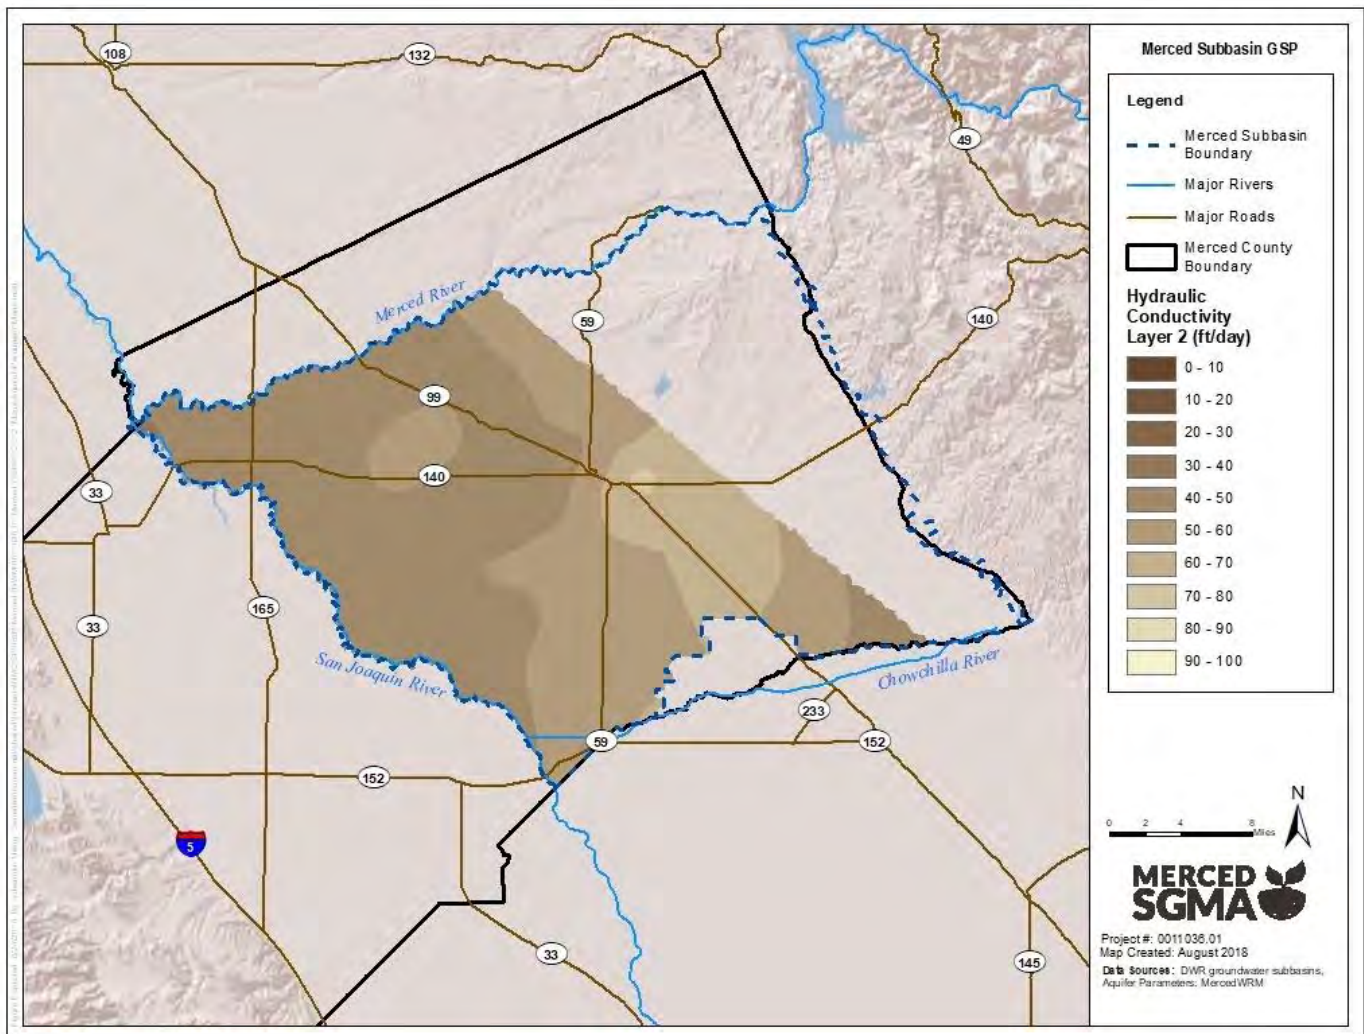 Merced Subbasin GSP
Legend
Merced Subbasin
Boundary
Major Rivers
Major Roads
Merced County
Boundary
Hydraulic
Conductivity
Layer 2 (ft/day)
0 - 10
10 - 20
20 - 30
30 - 40
40 - 50
50 - 60
60 - 70
70 - 80
80 - 90
90 - 100
108
132
49
Merced River
59
140
99
140
33
165
33
San Joaquin River
Chowchilla River
233
59
152
152
5
33
145
N
0 2 4 8
Miles
MERCED
SGMA
Project #: 0011036.01
Map Created: August 2018
Data Sources: DWR groundwater subbasins,
Aquifer Parameters: MercedWRM